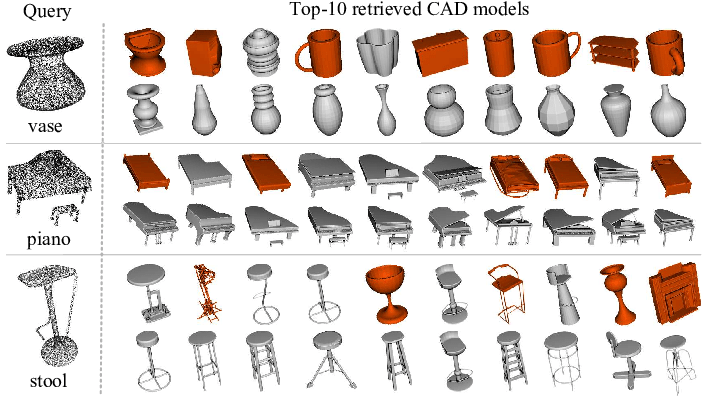 Query
Top-10 retrieved CAD models
vase
piano
stool